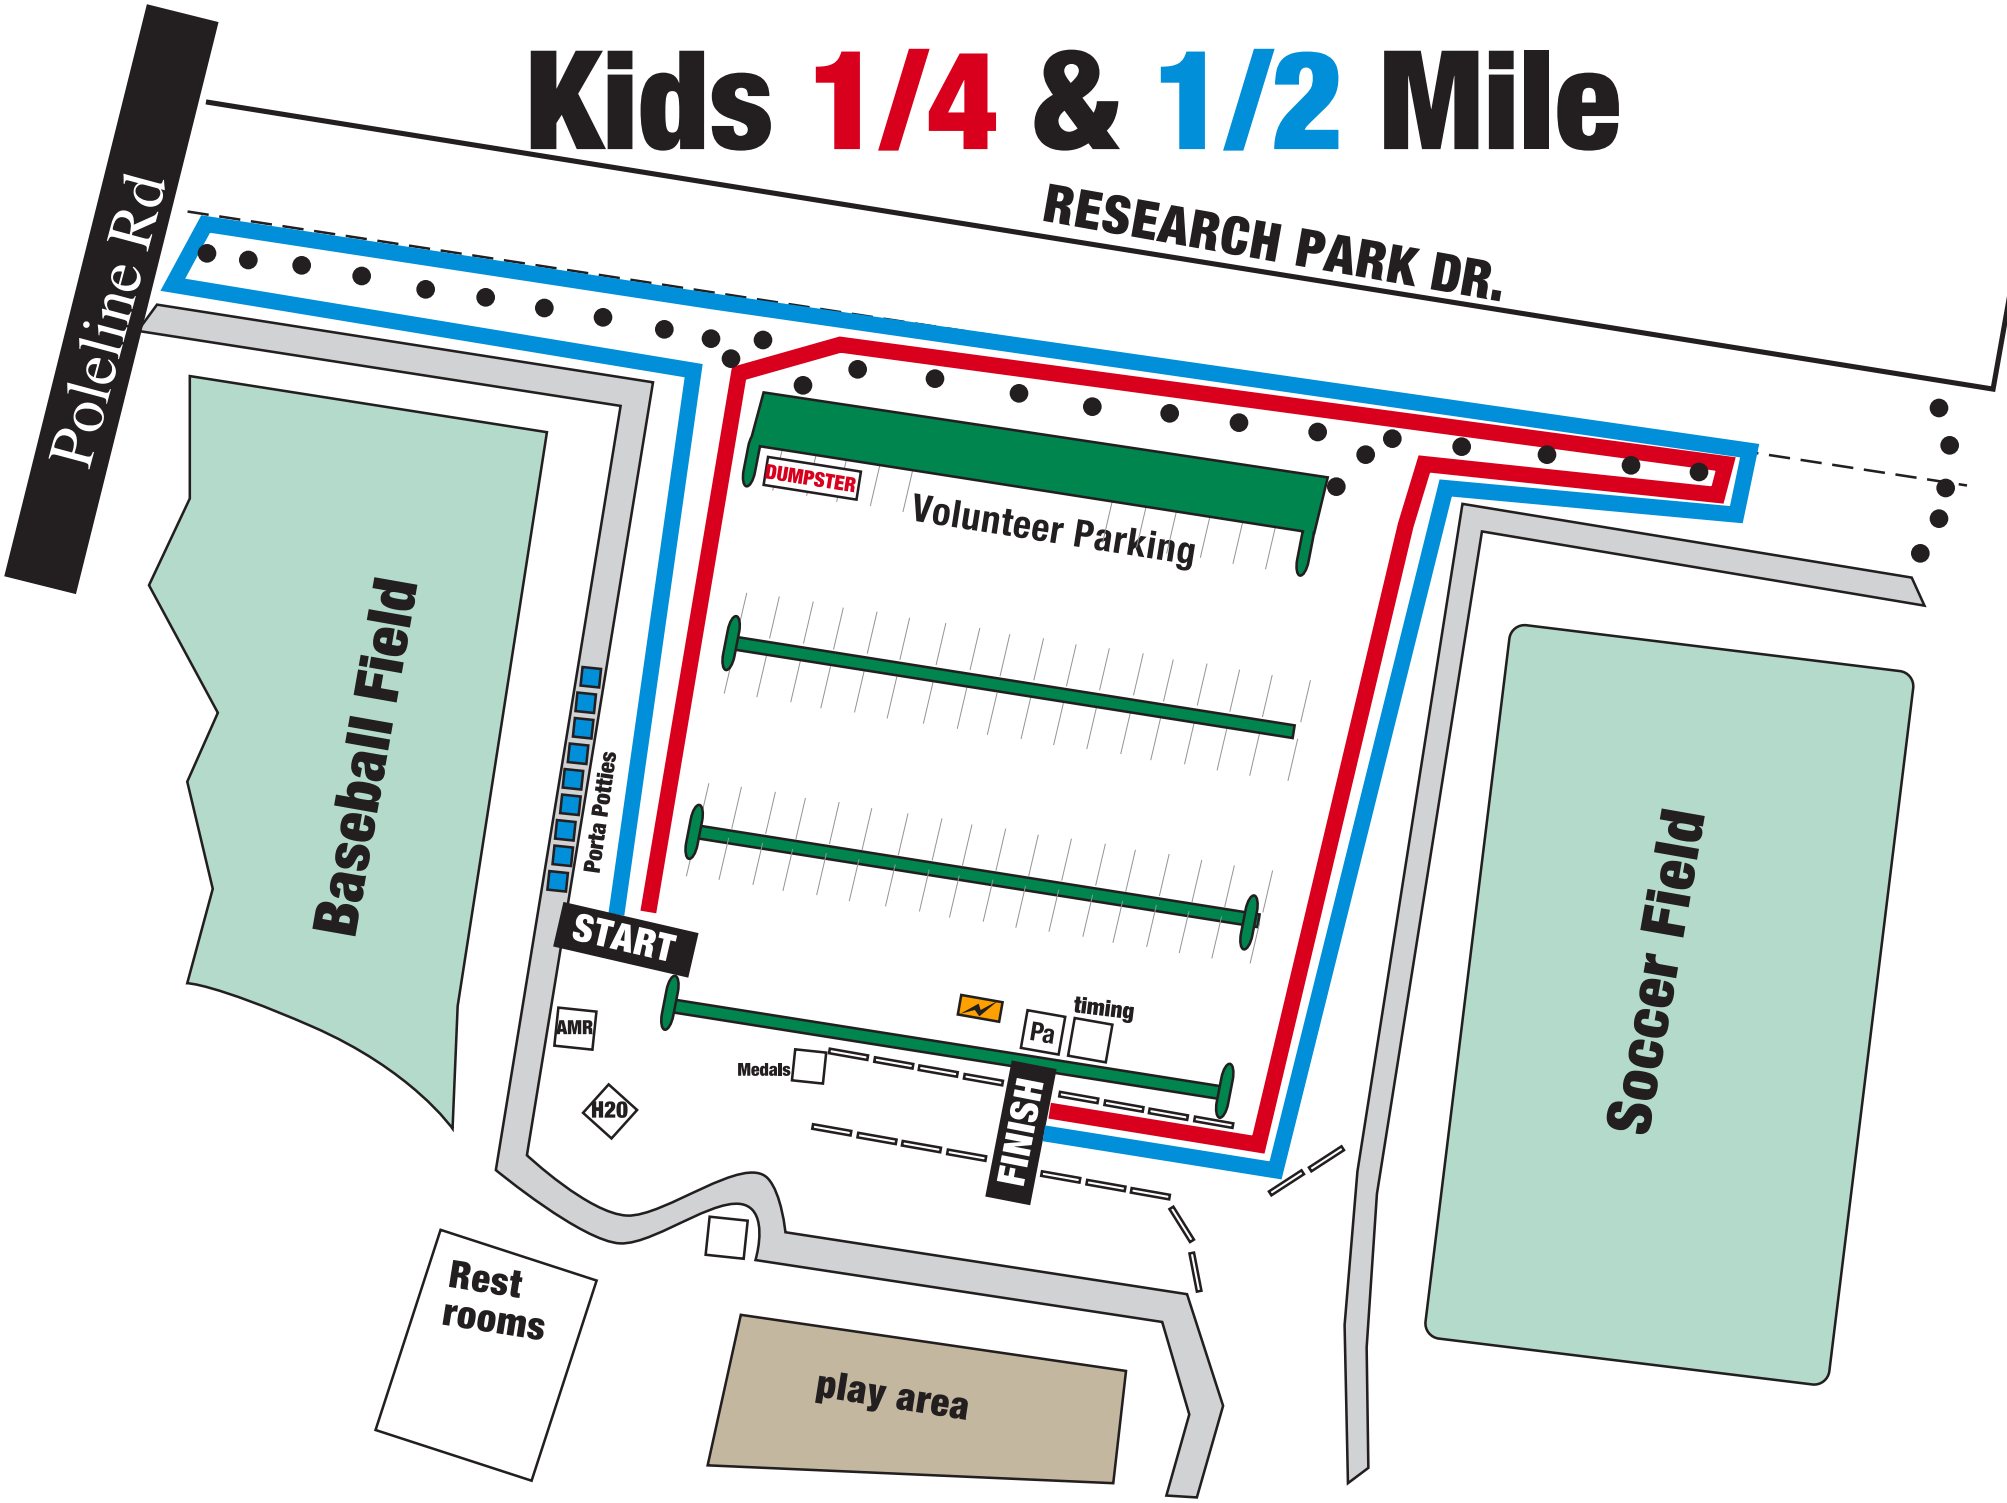 Kids 1/4 & 1/2 Mile
RESEARCH PARK DR.
Poleline Rd
DUMPSTER
Volunteer Parking
Baseball Field
Porta Potties
START
Soccer Field
timing
Pa
AMR
Medals
H20
FINISH
Rest
rooms
play area